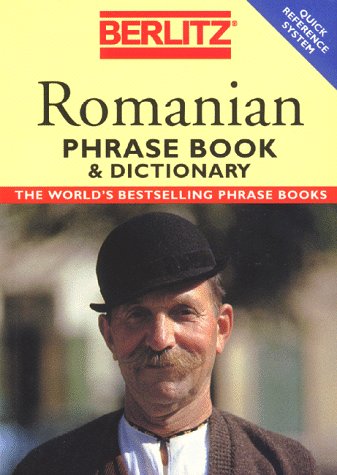 BERLITZ®
QUICK
REFERENCE
SYSTEM
Romanian
PHRASE BOOK
& DICTIONARY
THE WORLD'S BESTSELLING PHRASE BOOKS